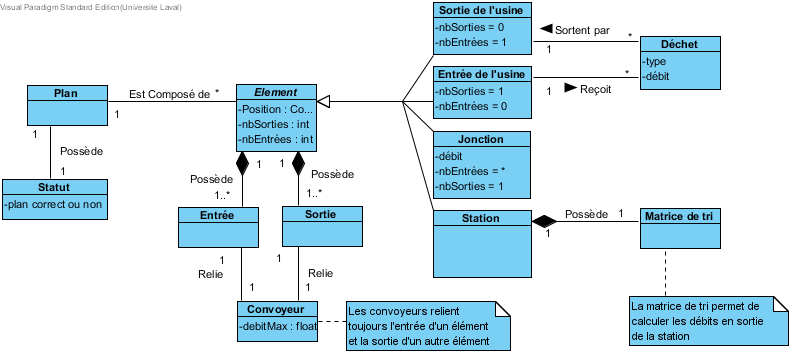 Visual Paradigm Standard Edition(Universite Laval)
Sortie de l'usine
-nbSorties = 0
-nbEntrées = 1
Sortent par
1
*
Déchet
-type
-débit
Entrée de l'usine
-nbSorties = 1
-nbEntrées = 0
1
*
Reçoit
Plan
1
Est Composé de
*
Element
-Position : Co...
-nbSorties : int
-nbEntrées : int
1
Possède
1
Statut
-plan correct ou non
Jonction
-débit
-nbEntrées = *
-nbSorties = 1
1
Possède
1..*
1
Possède
1..*
Entrée
Sortie
Station
1
Possède
1
Matrice de tri
1
Relie
1
1
Relie
1
Convoyeur
-debitMax : float
Les convoyeurs relient
toujours l'entrée d'un élément
et la sortie d'un autre élément
La matrice de tri permet de
calculer les débits en sortie
de la station